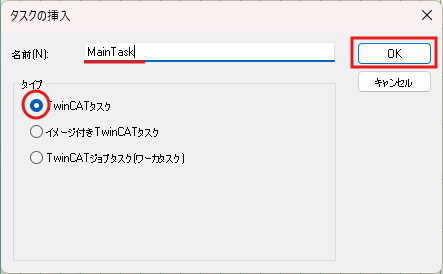 タスクの挿入
名前(N):
MainTask
OK
キャンセル
タイプ
TwinCATタスク
イメージ付きTwinCATタスク
TwinCATジョブタスク(ワーカタスク)